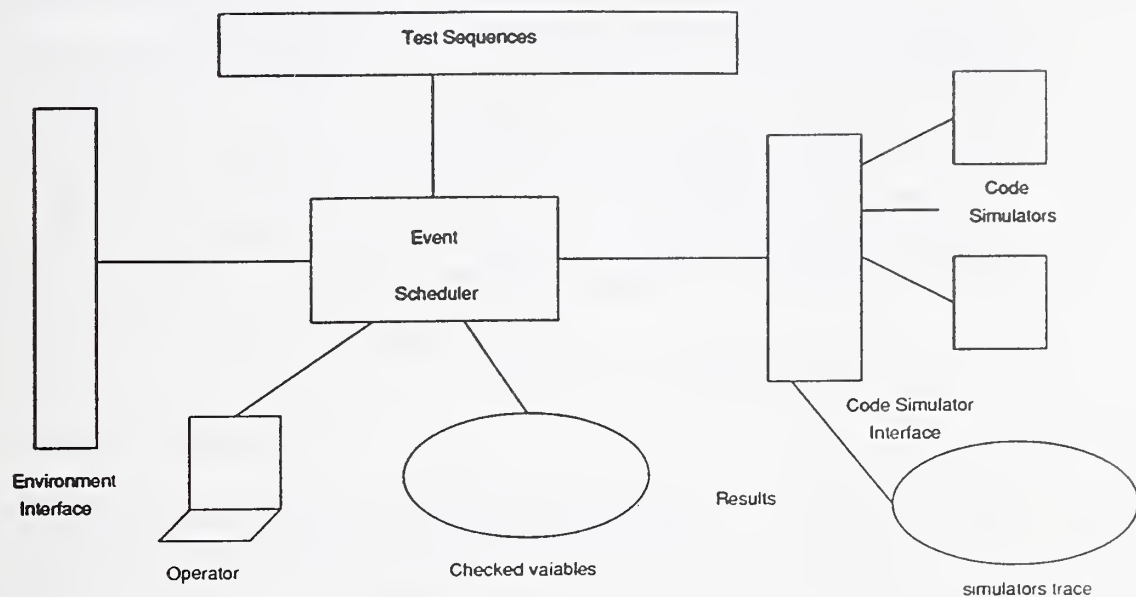 Test Sequences
Event
Scheduler
Code
Simulators
Code Simulator
Interface
Environment
Interface
Results
Operator
Checked vaiables
simulators trace